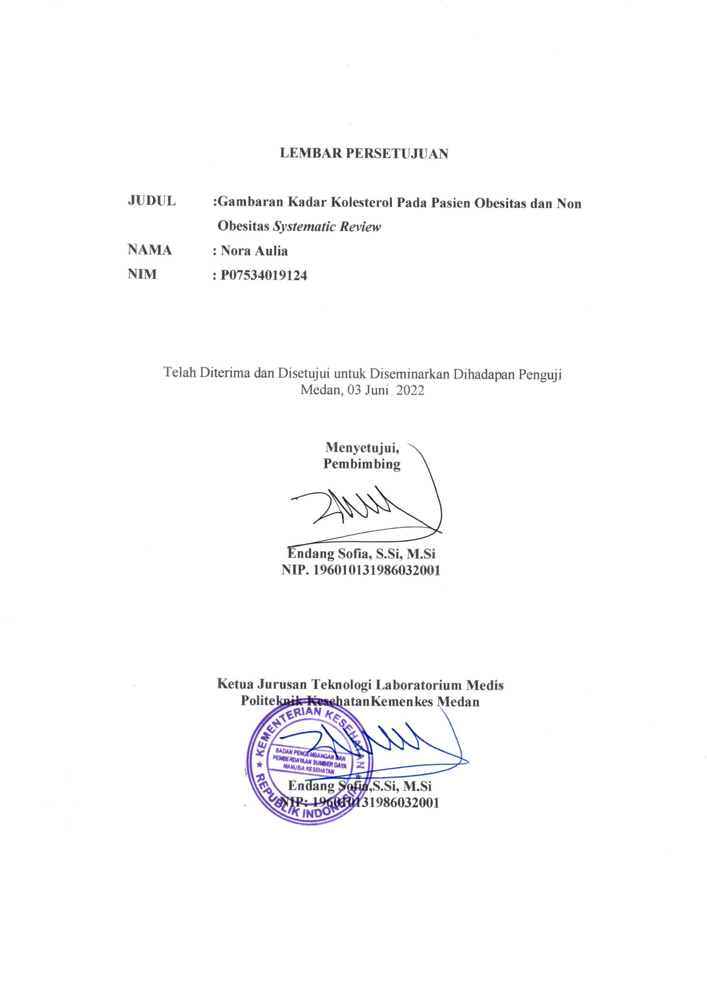 LEMBAR PERSETUJUAN
JUDUL :Gambaran Kadar Kolesterol Pada Pasien Obesitas dan Non
Obesitas Systematic Review
NAMA : Nora Aulia
NIM : P07534019124
Telah Diterima dan Disetujui untuk Diseminarkan Dihadapan Penguji
Medan, 03 Juni 2022
Menyetujui,
Pembimbing
Endang Sofia, S.Si, M.Si
NIP. 196010131986032001
Ketua Jurusan Teknologi Laboratorium Medis
Politeknik KesehatanKemenkes Medan
KEMENTERIAN KESEHATAN
BADAN PENGEMBANGAN DAN
PEMBERDAYAAN SUMBER DAYA
MANUSIA KESEHATAN
REPUBLIK INDONESIA
Endang Sofia,S.Si, M.Si
NIP: 196010131986032001